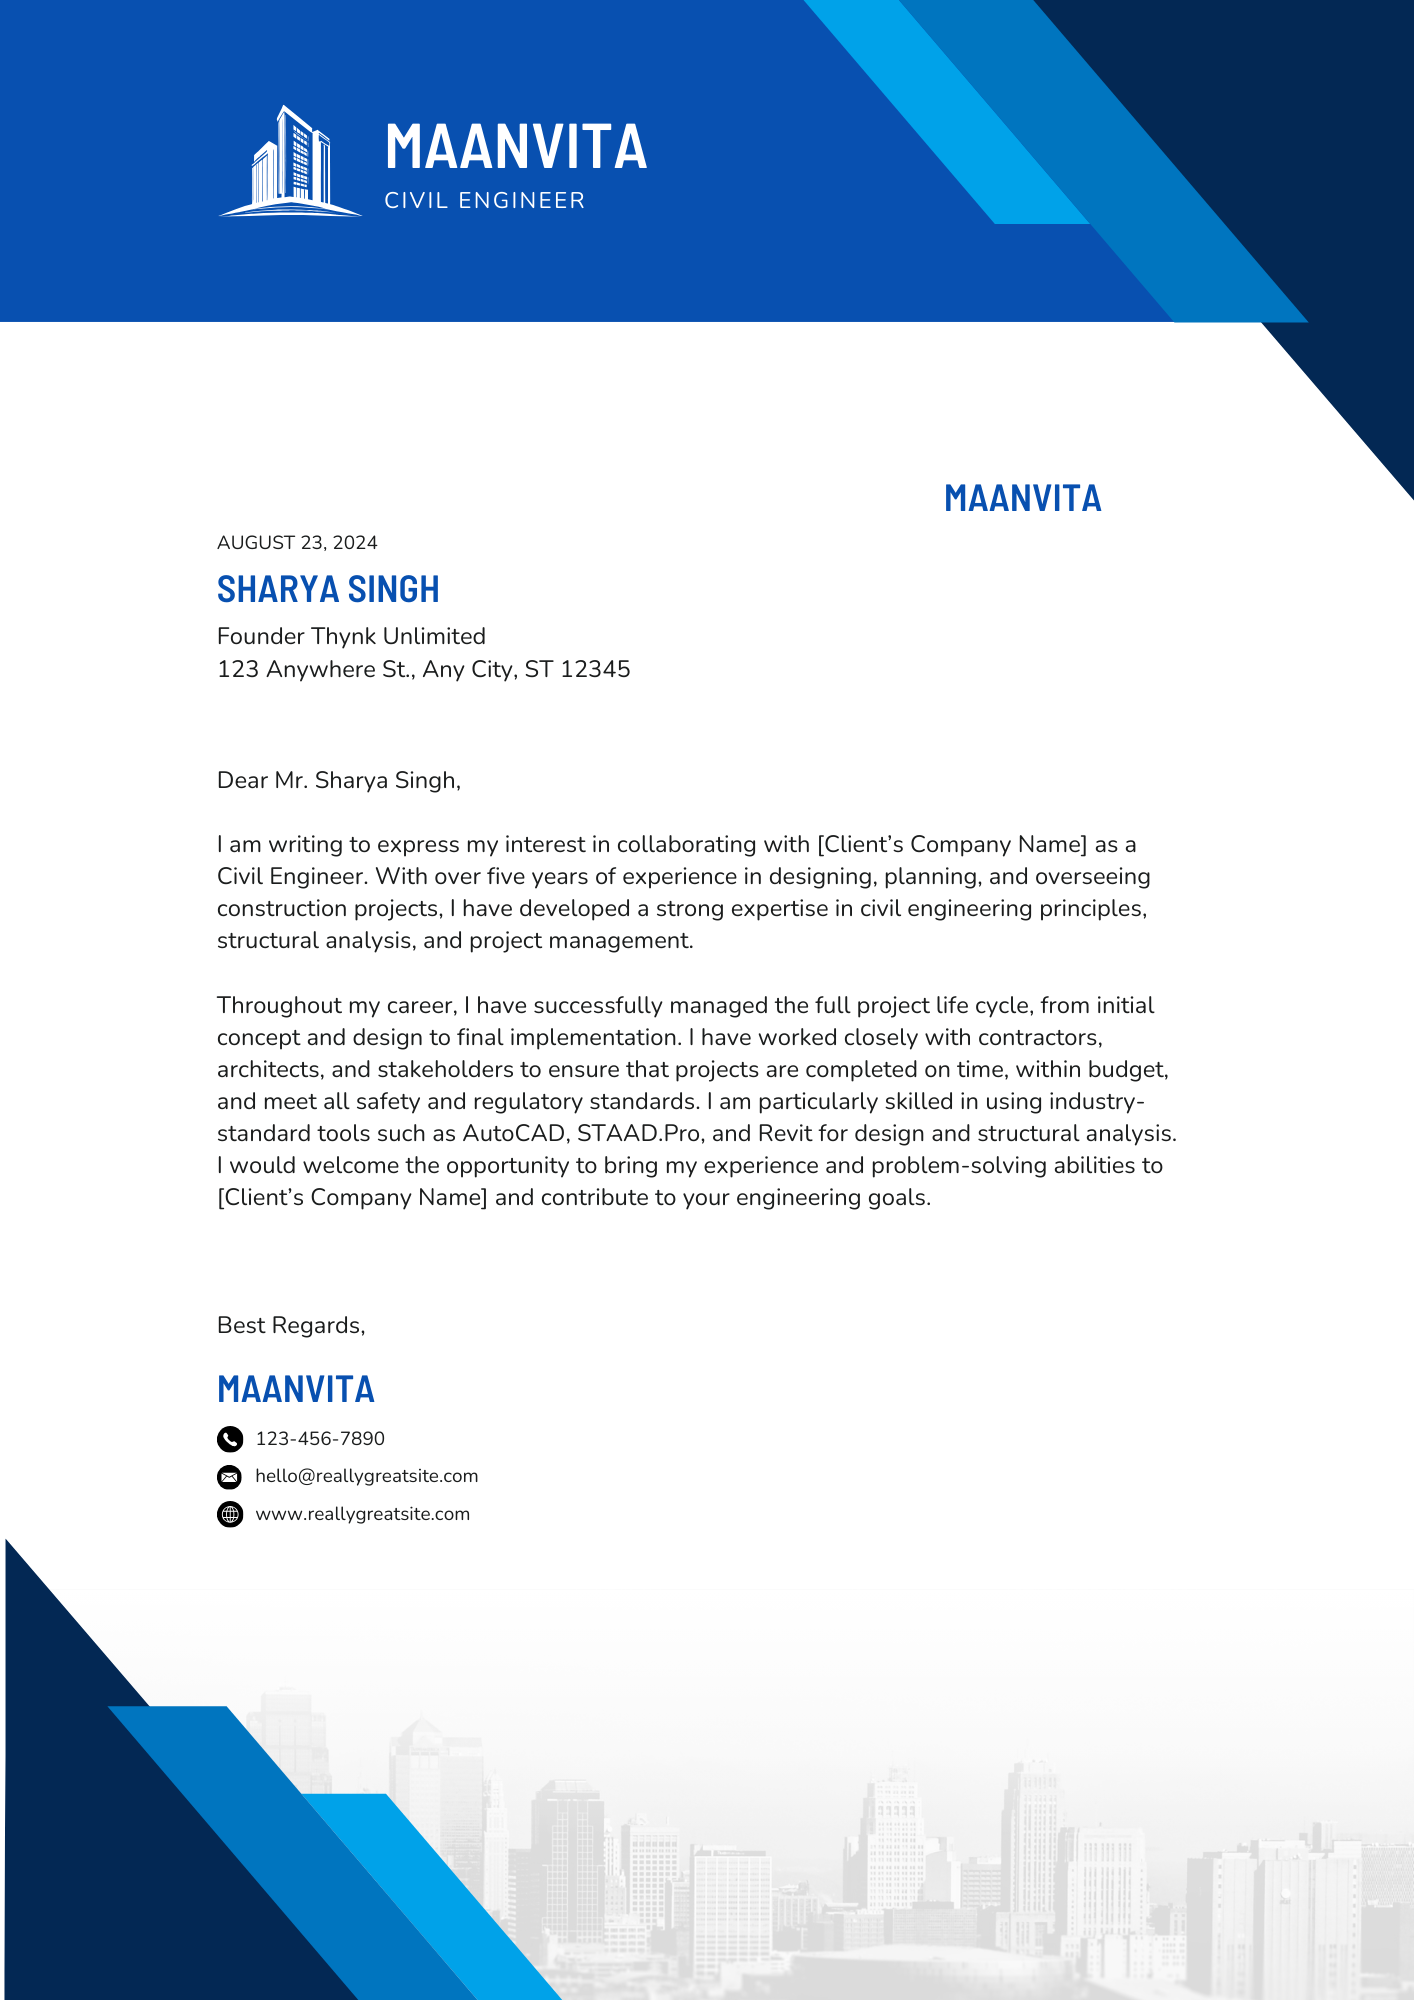 MAANVITA
CIVIL ENGINEER
MAANVITA
AUGUST 23, 2024
SHARYA SINGH
Founder Thynk Unlimited
123 Anywhere St., Any City, ST 12345
Dear Mr. Sharya Singh,
I am writing to express my interest in collaborating with [Client’s Company Name] as a
Civil Engineer. With over five years of experience in designing, planning, and overseeing
construction projects, I have developed a strong expertise in civil engineering principles,
structural analysis, and project management.
Throughout my career, I have successfully managed the full project life cycle, from initial
concept and design to final implementation. I have worked closely with contractors,
architects, and stakeholders to ensure that projects are completed on time, within budget,
and meet all safety and regulatory standards. I am particularly skilled in using industry-
standard tools such as AutoCAD, STAAD.Pro, and Revit for design and structural analysis.
I would welcome the opportunity to bring my experience and problem-solving abilities to
[Client’s Company Name] and contribute to your engineering goals.
Best Regards,
MAANVITA
123-456-7890
hello@reallygreatsite.com
www.reallygreatsite.com